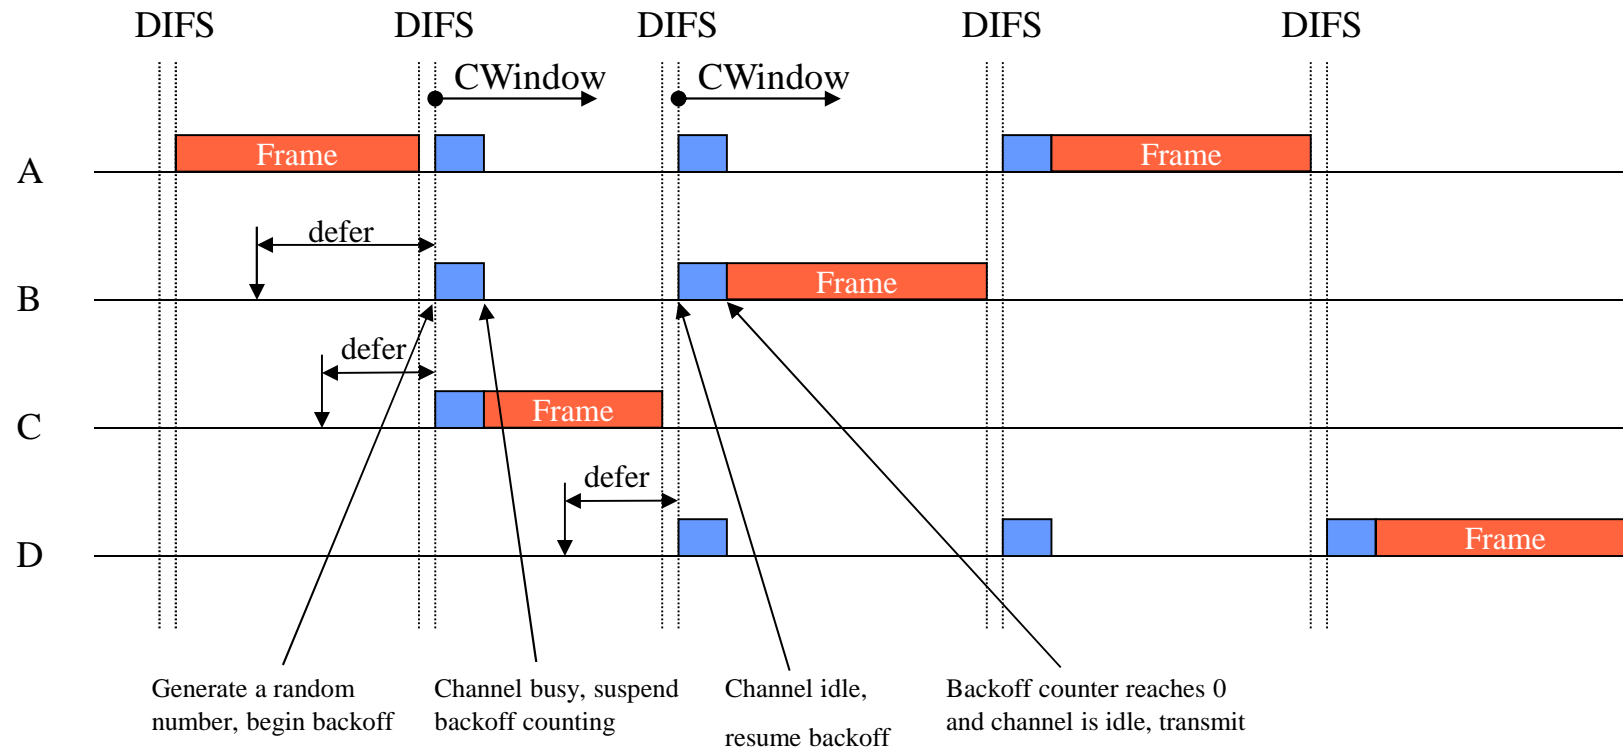 DIFS DIFS DIFS DIFS DIFS
CWindow CWindow
A Frame Frame
defer
B Frame
defer
C Frame
defer
D Frame
Generate a random
number, begin backoff
Channel busy, suspend
backoff counting
Channel idle,
resume backoff
Backoff counter reaches 0
and channel is idle, transmit